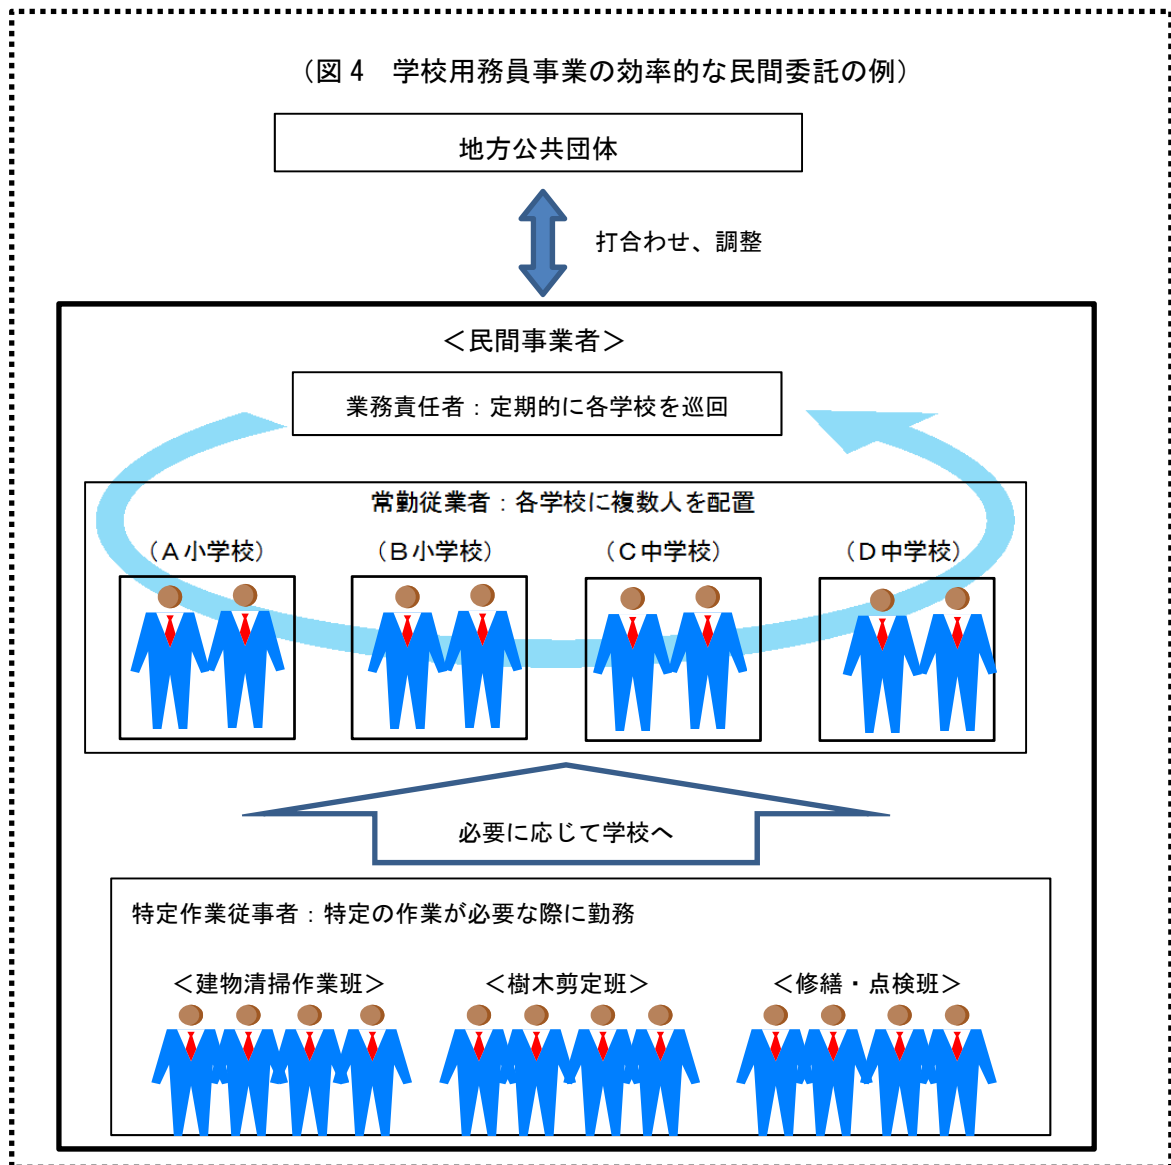 （図４　学校用務員事業の効率的な民間委託の例）
地方公共団体
打合わせ、調整
＜民間事業者＞
業務責任者：定期的に各学校を巡回
常勤従業者：各学校に複数人を配置
（Ａ小学校）
（Ｂ小学校）
（Ｃ中学校）
（Ｄ中学校）
必要に応じて学校へ
特定作業従事者：特定の作業が必要な際に勤務
＜建物清掃作業班＞
＜樹木剪定班＞
＜修繕・点検班＞